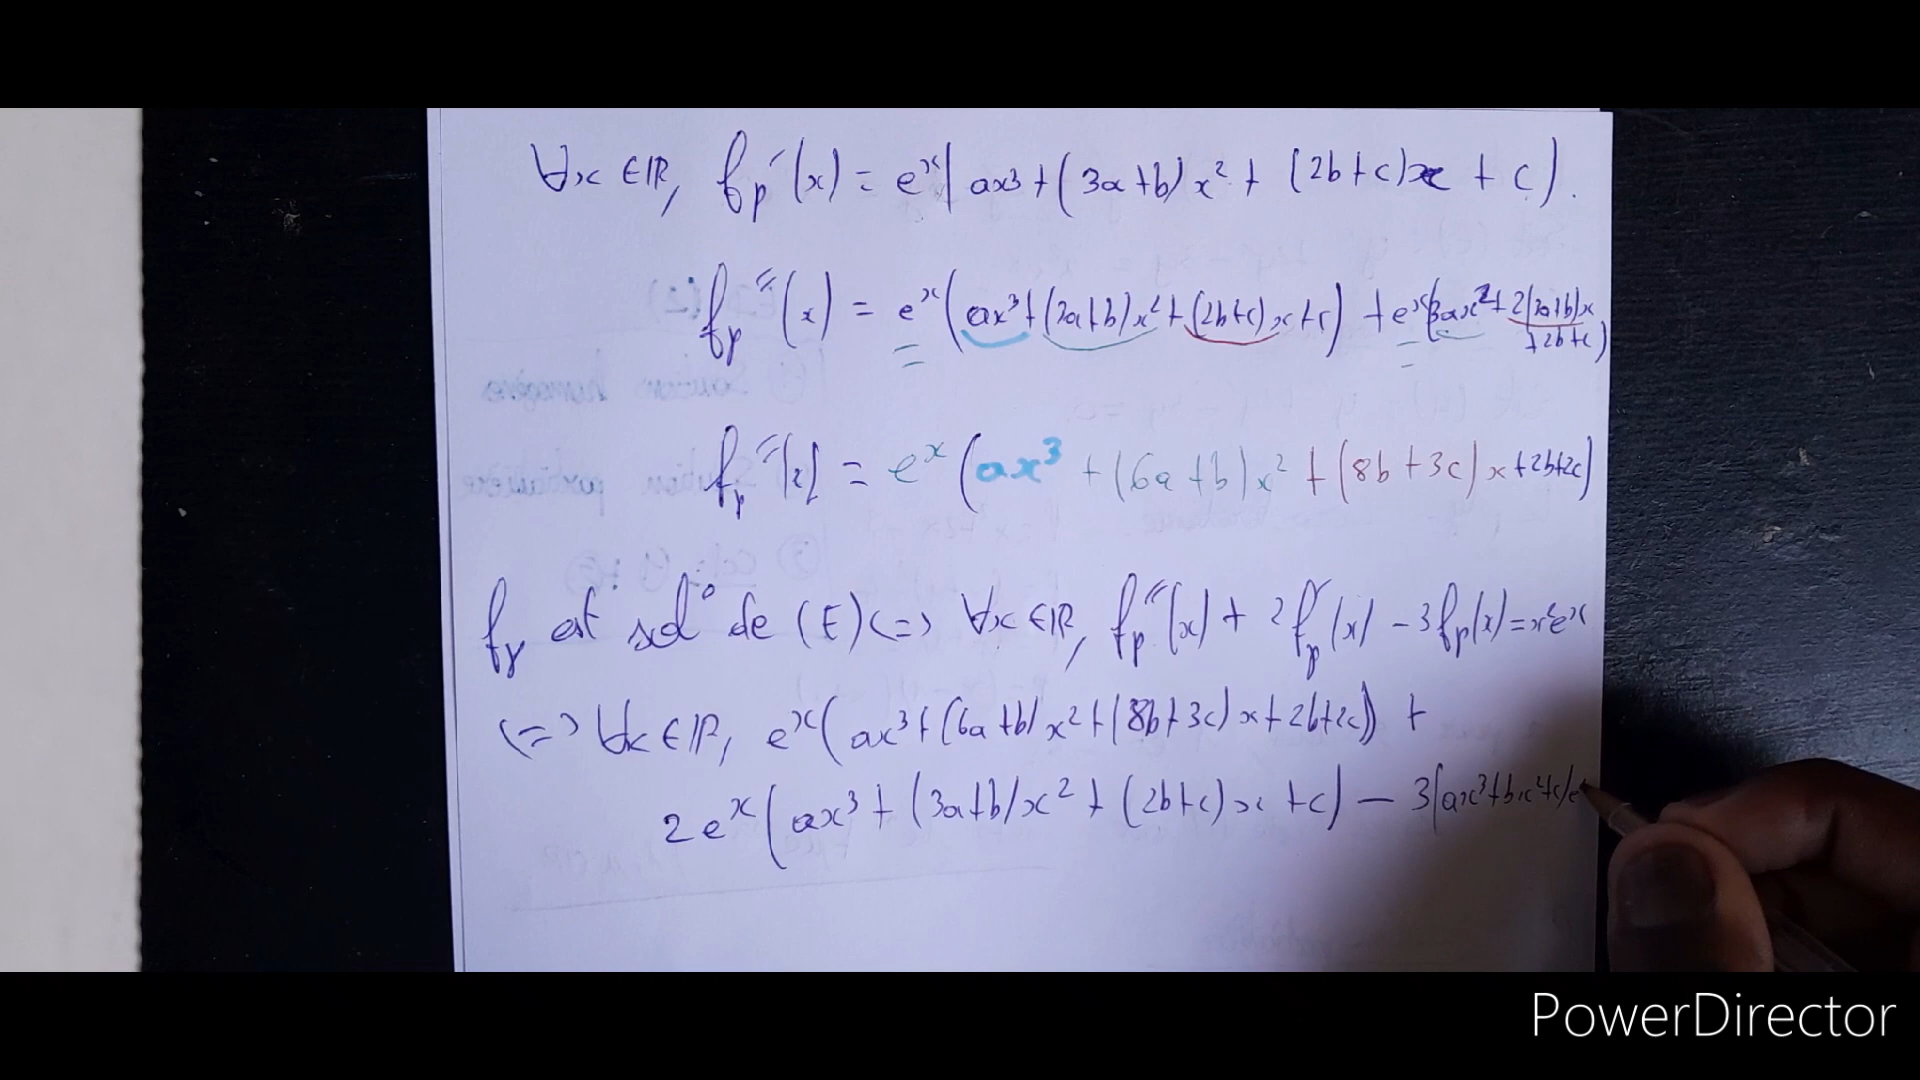 ∀x ∈ ℝ, fp'(x) = e^x(ax³ + (3a+b)x² + (2b+c)x + c).
fp''(x) = e^x(ax³+(3a+b)x²+(2b+c)x+c) + e^x(3ax²+2(3a+b)x
+2b+c)
fp''(x) = e^x(ax³ + (6a+b)x² + (8b+3c)x+2b+2c)
fp est sol° de (E) <=> ∀x ∈ ℝ, fp''(x) + 2fp'(x) - 3fp(x) = x²e^x
<=> ∀x ∈ ℝ, e^x(ax³+(6a+b)x²+(8b+3c)x+2b+2c)) +
2e^x(ax³ + (3a+b)x² + (2b+c)x + c) - 3(ax³+bx²+c)e
PowerDirector